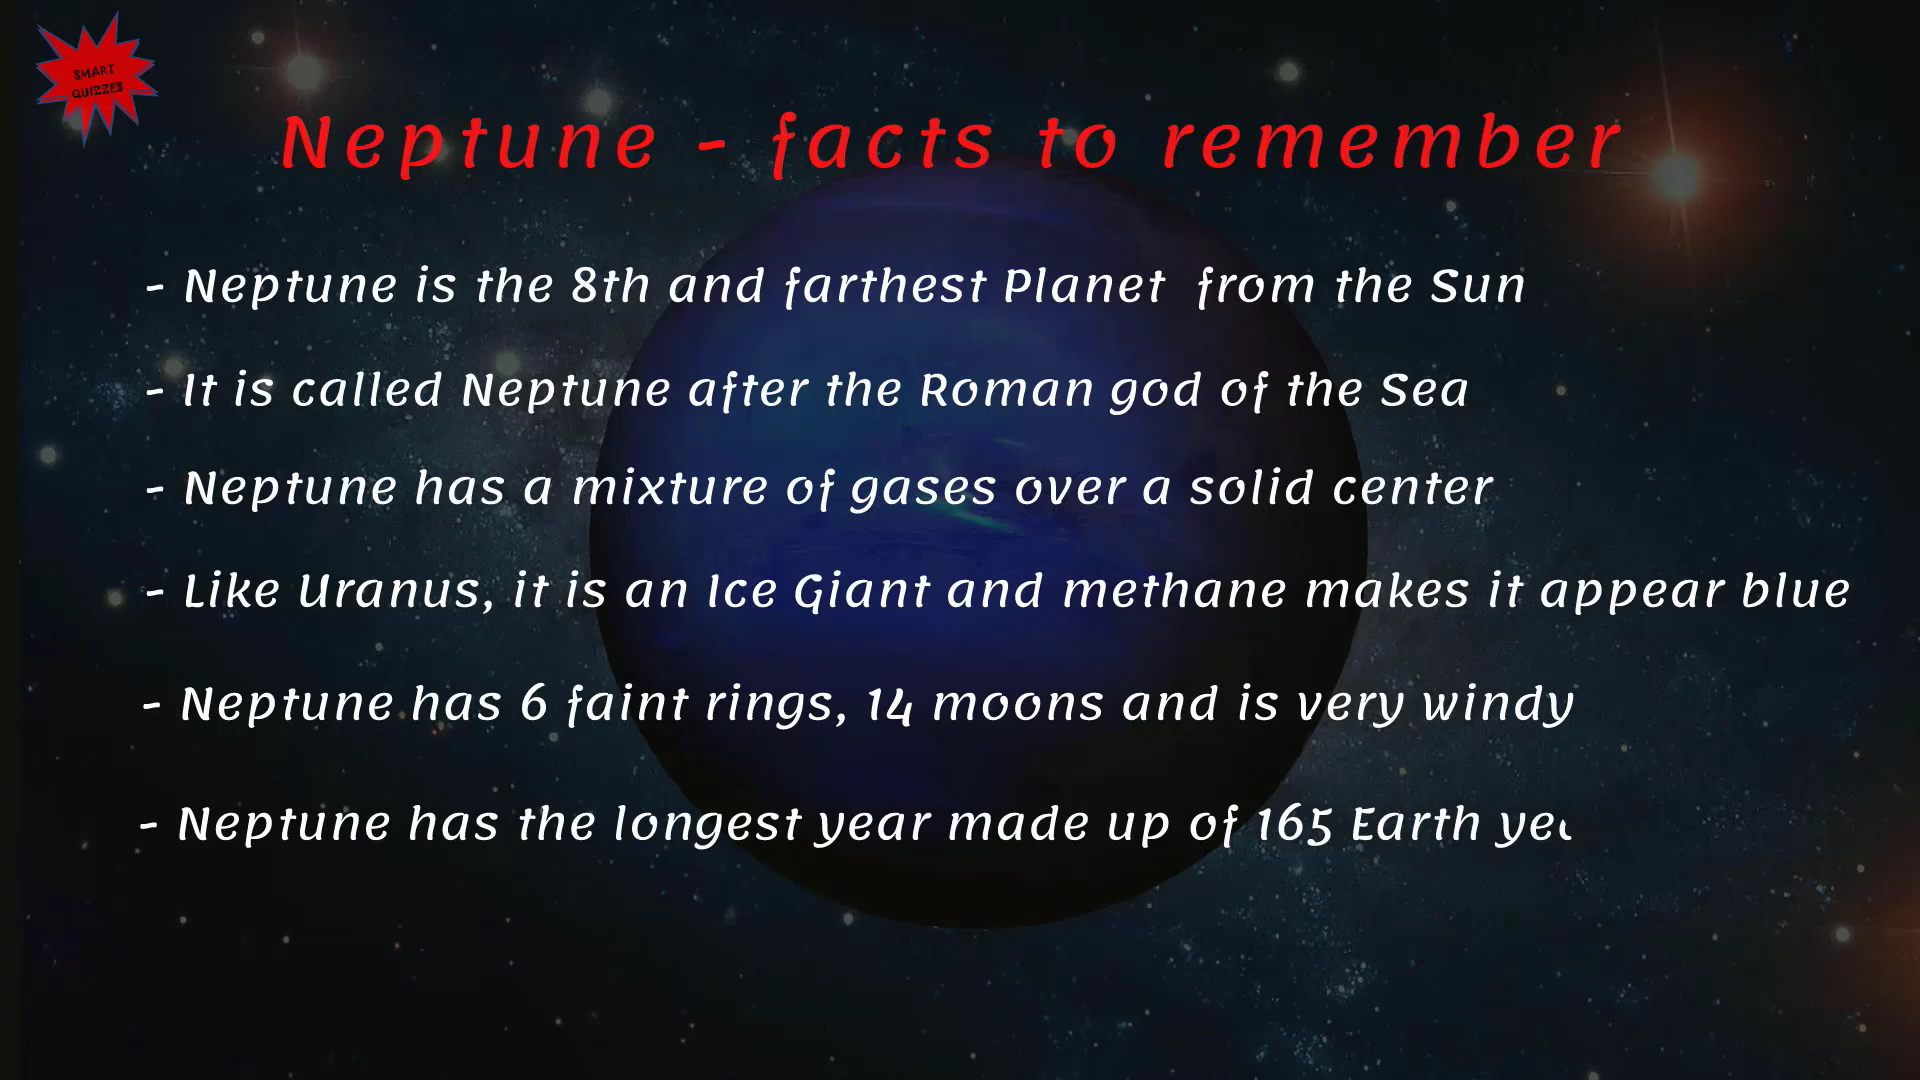 SMART
QUIZZES
Neptune - facts to remember
- Neptune is the 8th and farthest Planet from the Sun
- It is called Neptune after the Roman god of the Sea
- Neptune has a mixture of gases over a solid center
- Like Uranus, it is an Ice Giant and methane makes it appear blue
- Neptune has 6 faint rings, 14 moons and is very windy
- Neptune has the longest year made up of 165 Earth